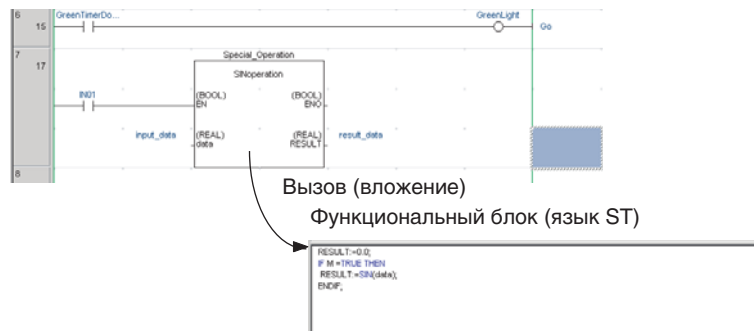 6
15
GreenTimerDo...
GreenLight
Go
7
17
Special_Operation
SINoperation
IN01
(BOOL)
EN
(BOOL)
ENO
input_data
(REAL)
data
(REAL)
RESULT
result_data
8
Вызов (вложение)
Функциональный блок (язык ST)
RESULT:=0.0;
IF M =TRUE THEN
RESULT:=SIN(data);
ENDIF;